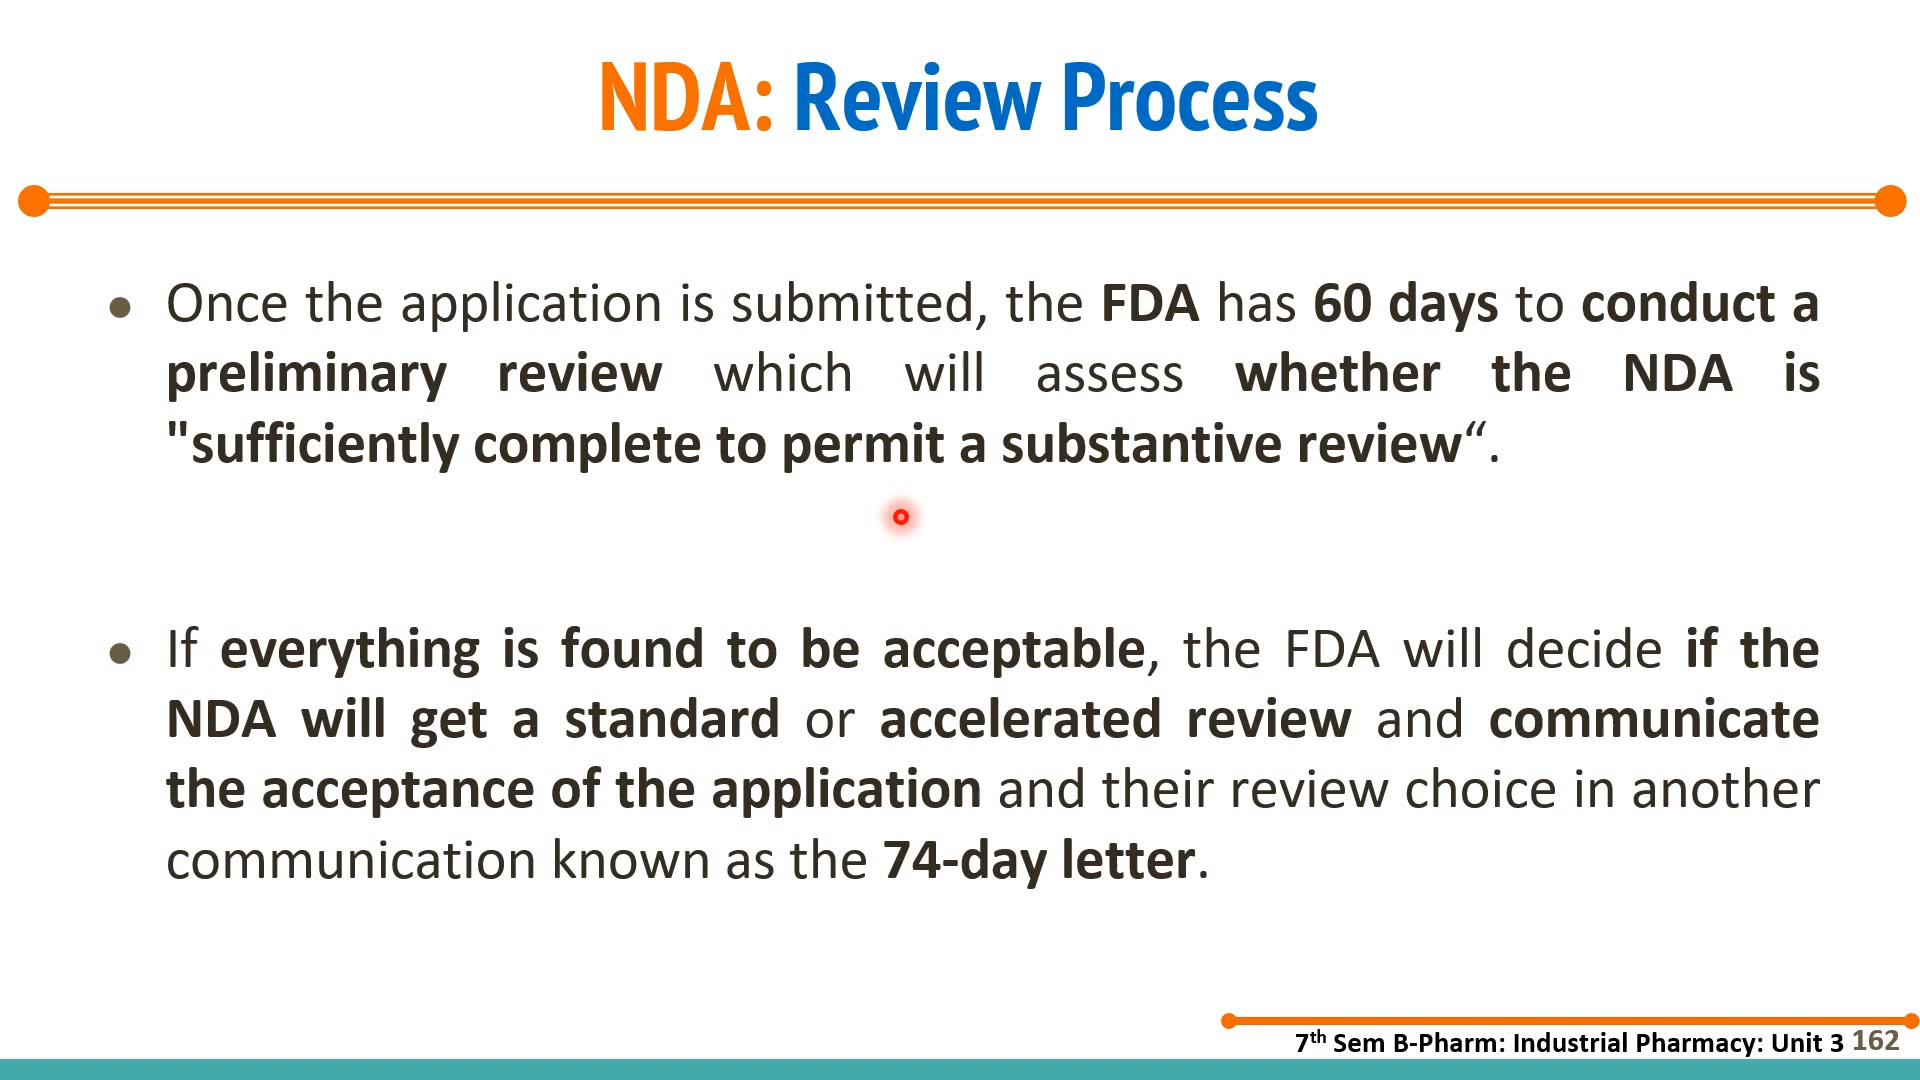 NDA: Review Process
● Once the application is submitted, the FDA has 60 days to conduct a
preliminary review which will assess whether the NDA is
"sufficiently complete to permit a substantive review“.
● If everything is found to be acceptable, the FDA will decide if the
NDA will get a standard or accelerated review and communicate
the acceptance of the application and their review choice in another
communication known as the 74-day letter.
7th Sem B-Pharm: Industrial Pharmacy: Unit 3 162